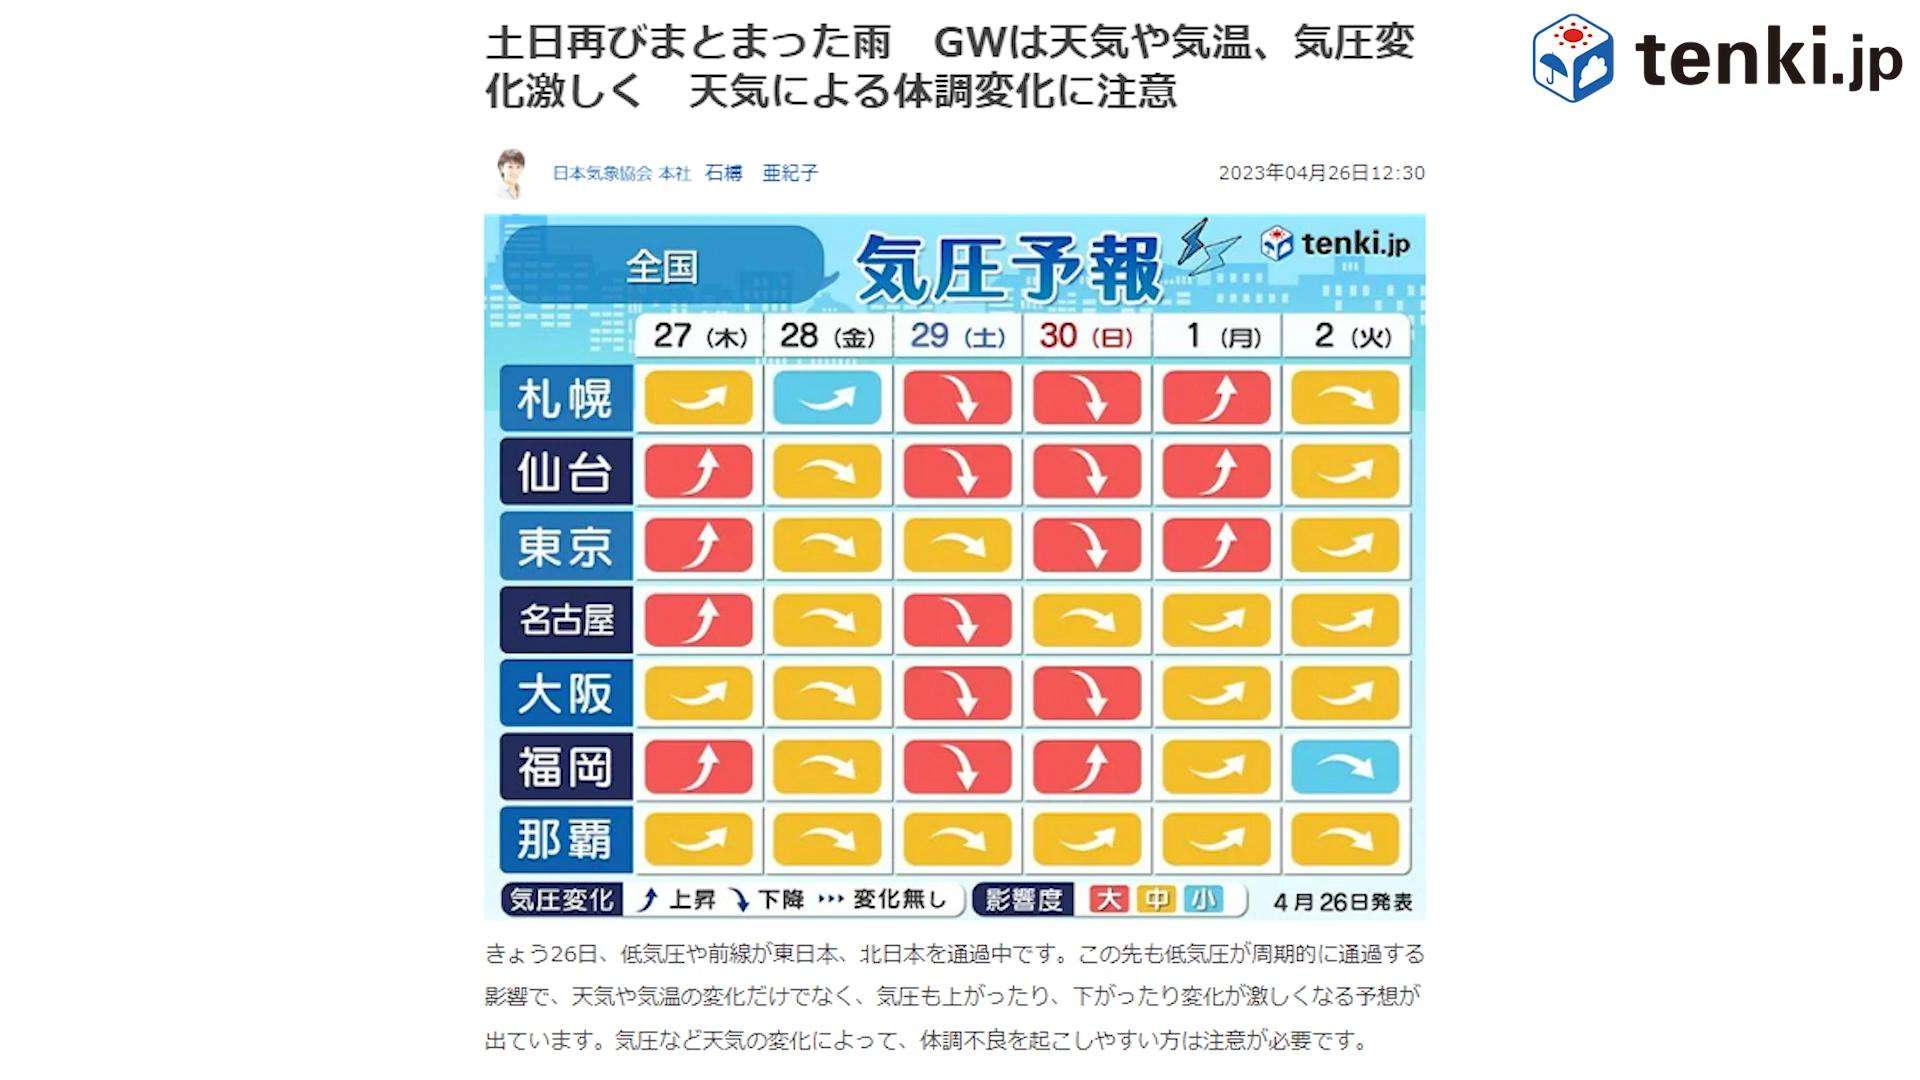 土日再びまとまった雨　GWは天気や気温、気圧変
化激しく　天気による体調変化に注意
tenki.jp
日本気象協会 本社 石榑 亜紀子
2023年04月26日12:30
全国
気圧予報
tenki.jp
27（木） 28（金） 29（土） 30（日） 1（月） 2（火）
札幌
仙台
東京
名古屋
大阪
福岡
那覇
気圧変化 上昇 下降 変化無し 影響度 大 中 小 4月26日発表
きょう26日、低気圧や前線が東日本、北日本を通過中です。この先も低気圧が周期的に通過する
影響で、天気や気温の変化だけでなく、気圧も上がったり、下がったり変化が激しくなる予想が
出ています。気圧など天気の変化によって、体調不良を起こしやすい方は注意が必要です。